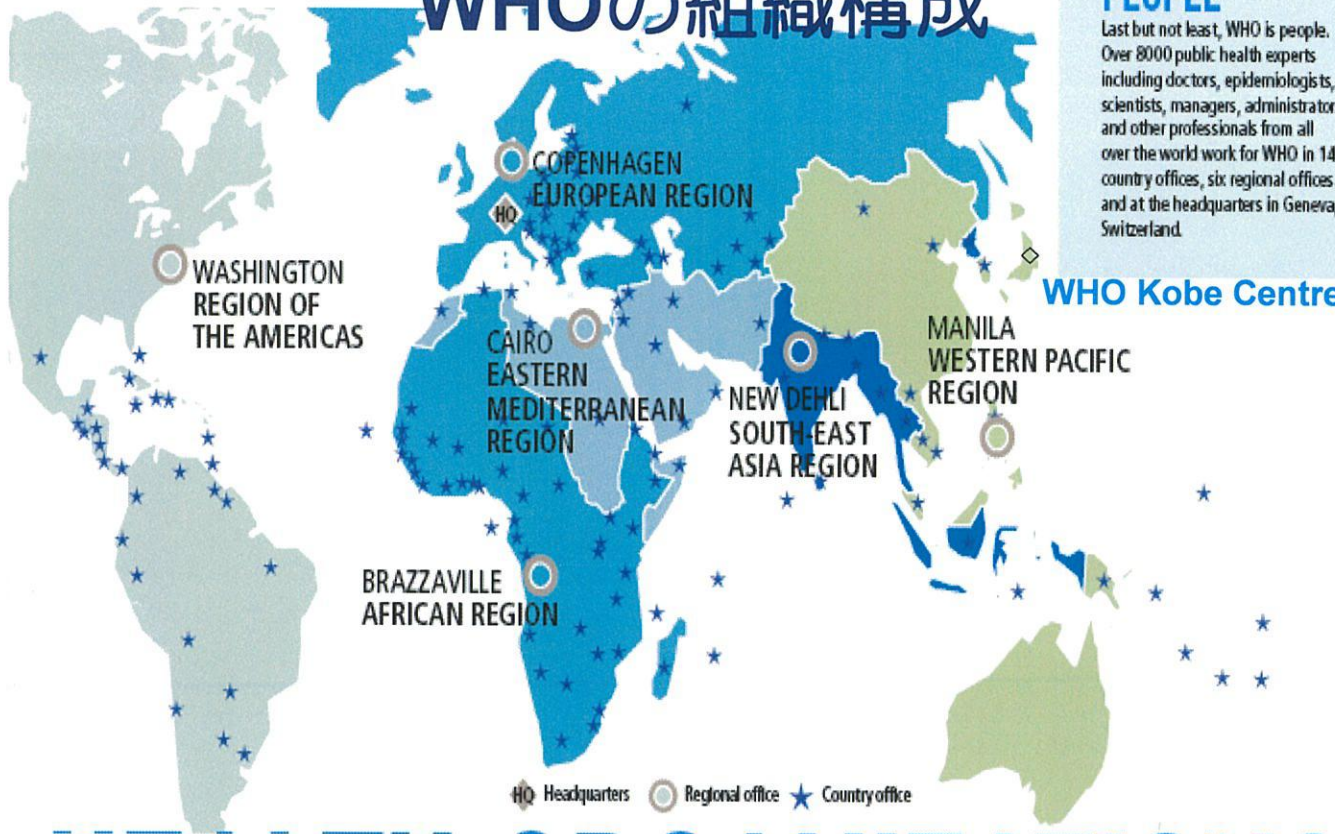 WHOの組織構成
PEOPLE
Last but not least, WHO is people.
Over 8000 public health experts
including doctors, epidemiologists,
scientists, managers, administrator
and other professionals from all
over the world work for WHO in 14
country offices, six regional offices
and at the headquarters in Geneva,
Switzerland.
COPENHAGEN
EUROPEAN REGION
HQ
WASHINGTON
REGION OF
THE AMERICAS
WHO Kobe Centre
CAIRO
EASTERN
MEDITERRANEAN
REGION
NEW DEHLI
SOUTH-EAST
ASIA REGION
MANILA
WESTERN PACIFIC
REGION
BRAZZAVILLE
AFRICAN REGION
HQ Headquarters Regional office Country office